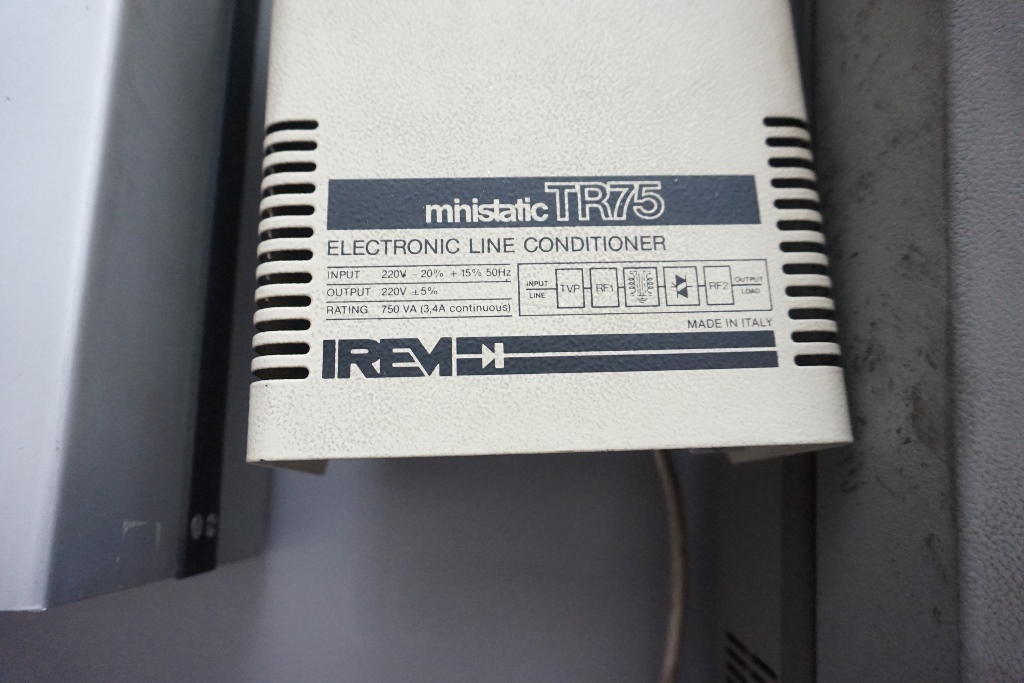 ministatic TR75
ELECTRONIC LINE CONDITIONER
INPUT 220V -20% +15% 50Hz
OUTPUT 220V ±5%
RATING 750 VA (3,4A continuous)
INPUT LINE TVP RF1 RF2 OUTPUT LOAD
MADE IN ITALY
IREM